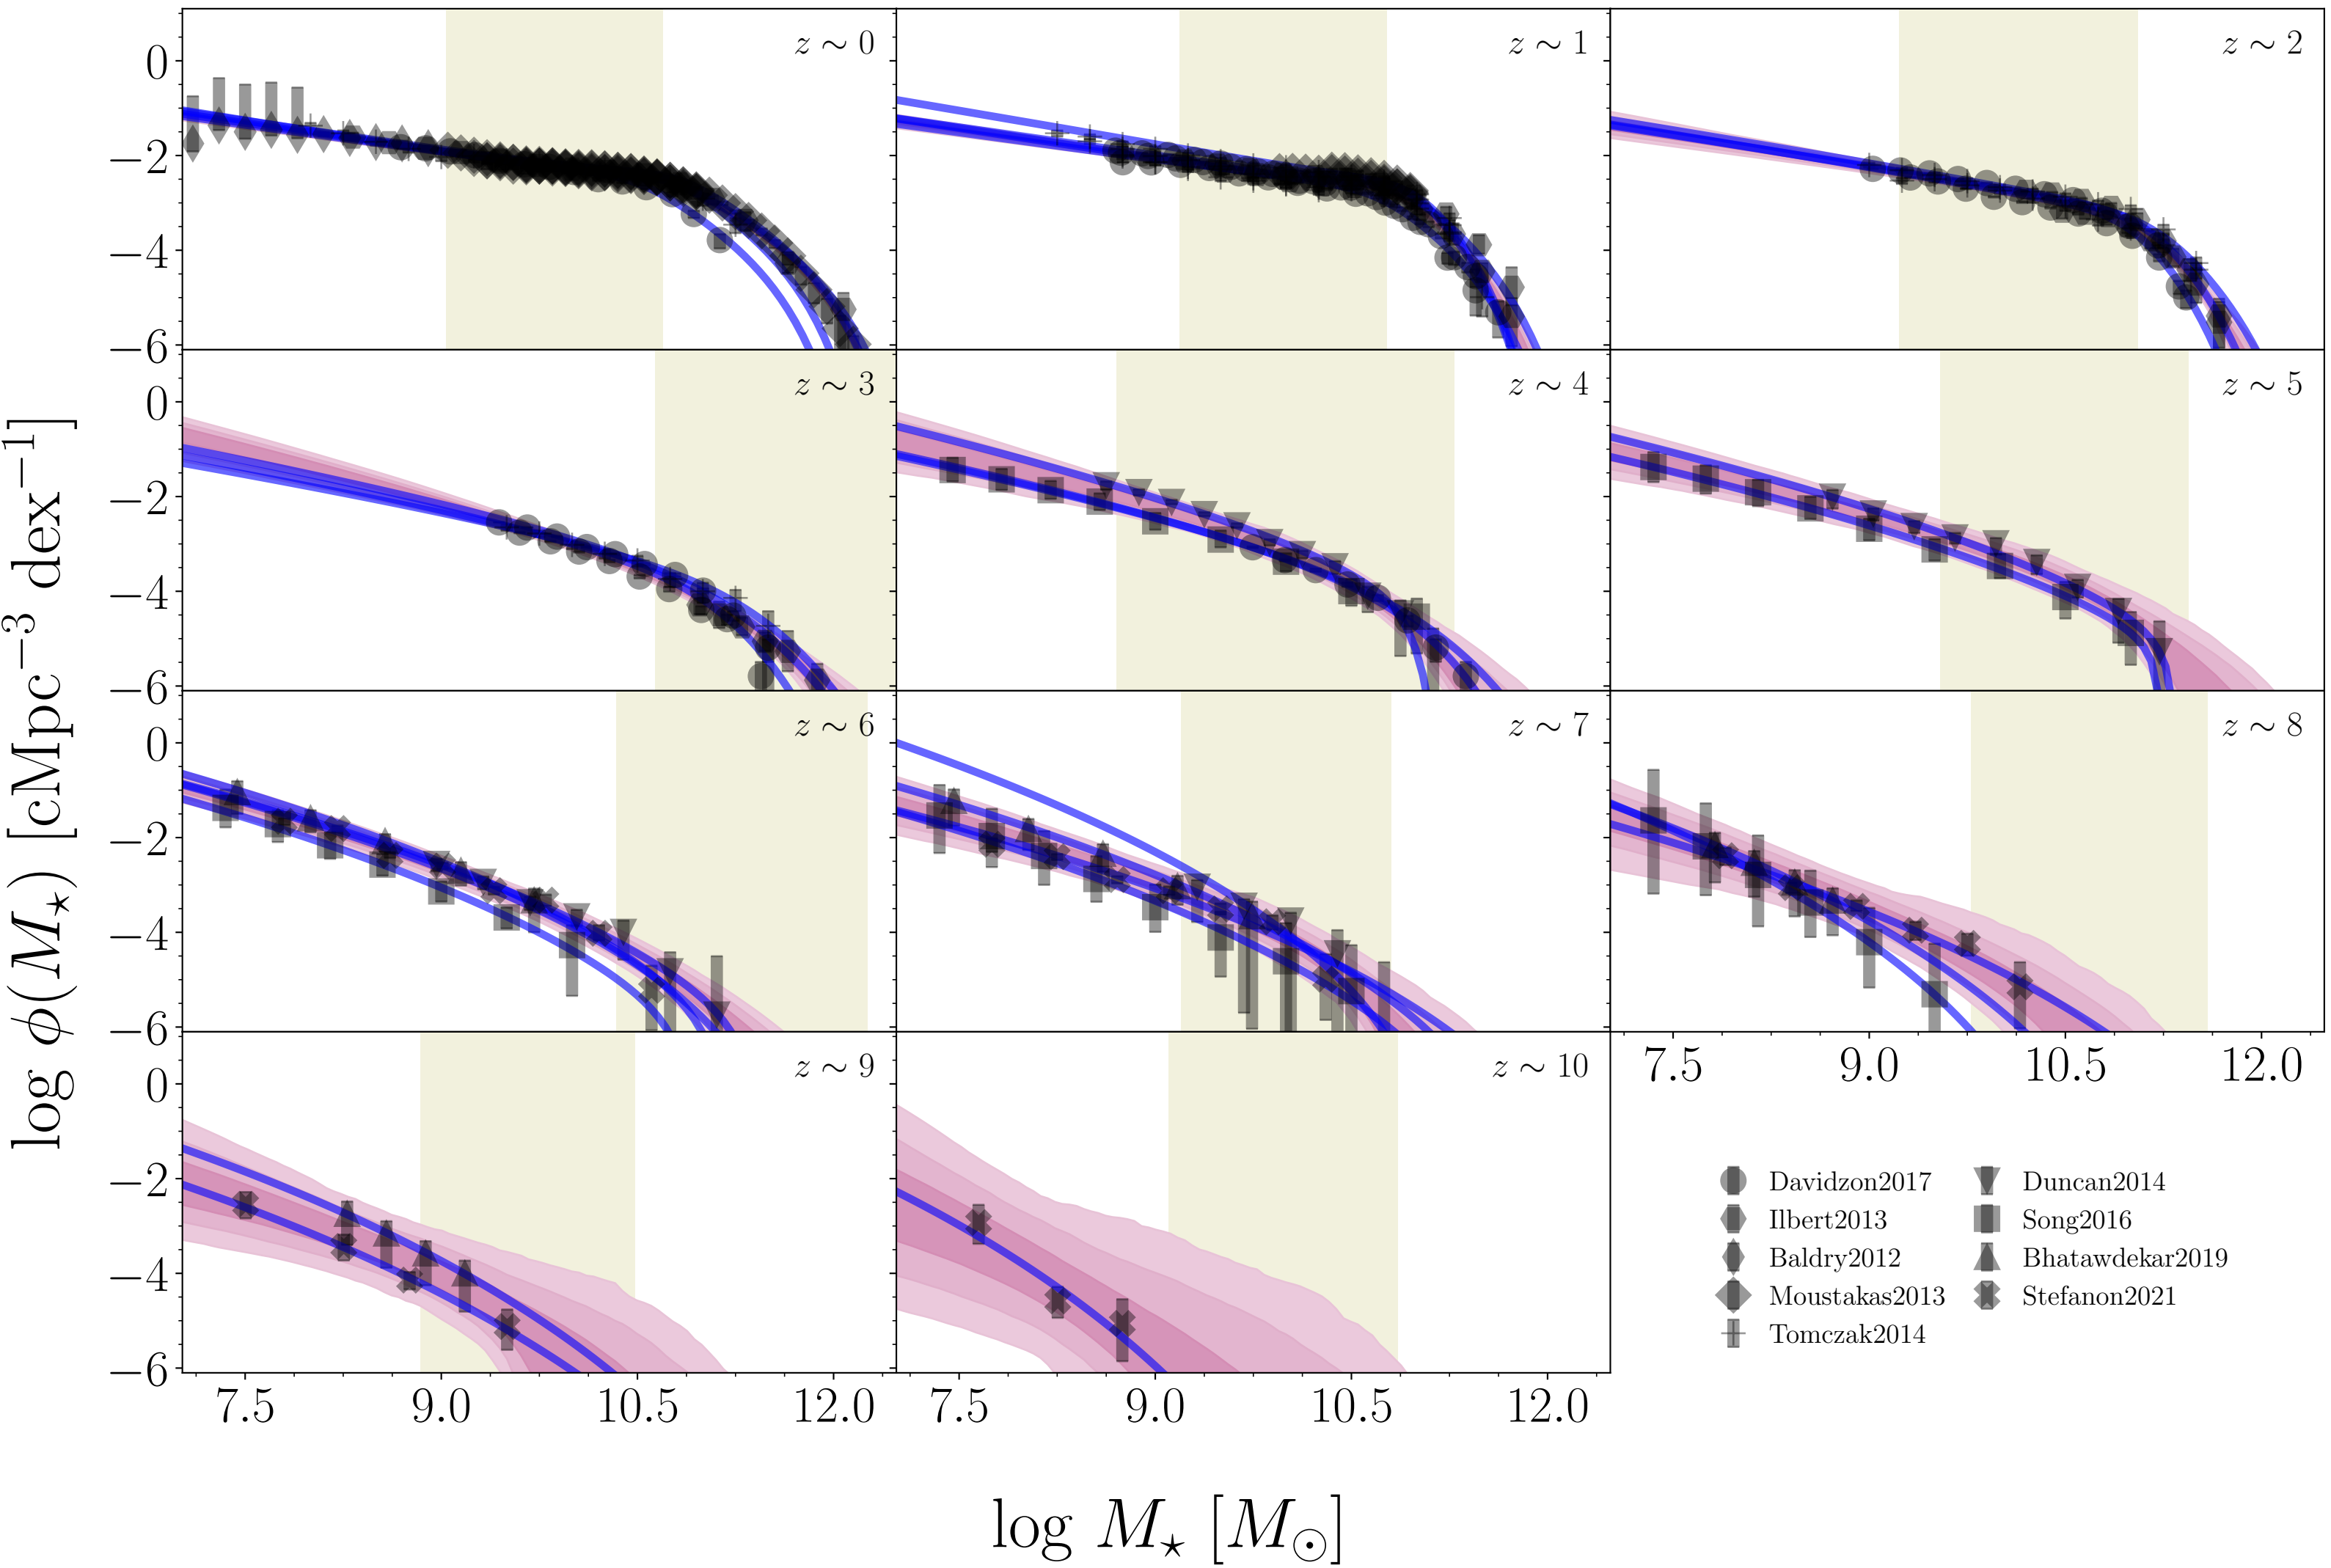 log φ(M⋆) [cMpc⁻³ dex⁻¹]
z ∼ 0
z ∼ 1
z ∼ 2
0
−2
−4
−6
z ∼ 3
z ∼ 4
z ∼ 5
0
−2
−4
−6
z ∼ 6
z ∼ 7
z ∼ 8
0
−2
−4
−6
7.5 9.0 10.5 12.0
z ∼ 9
z ∼ 10
0
−2
−4
−6
7.5 9.0 10.5 12.0
7.5 9.0 10.5 12.0
Davidzon2017
Ilbert2013
Baldry2012
Moustakas2013
Tomczak2014
Duncan2014
Song2016
Bhatawdekar2019
Stefanon2021
log M⋆ [M⊙]